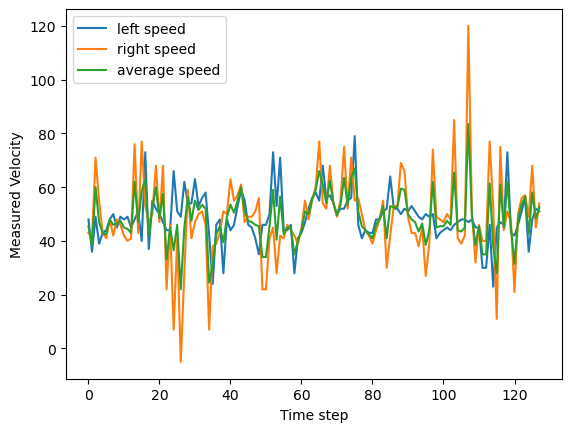 left speed
right speed
average speed
Measured Velocity
120
100
80
60
40
20
0
0 20 40 60 80 100 120
Time step